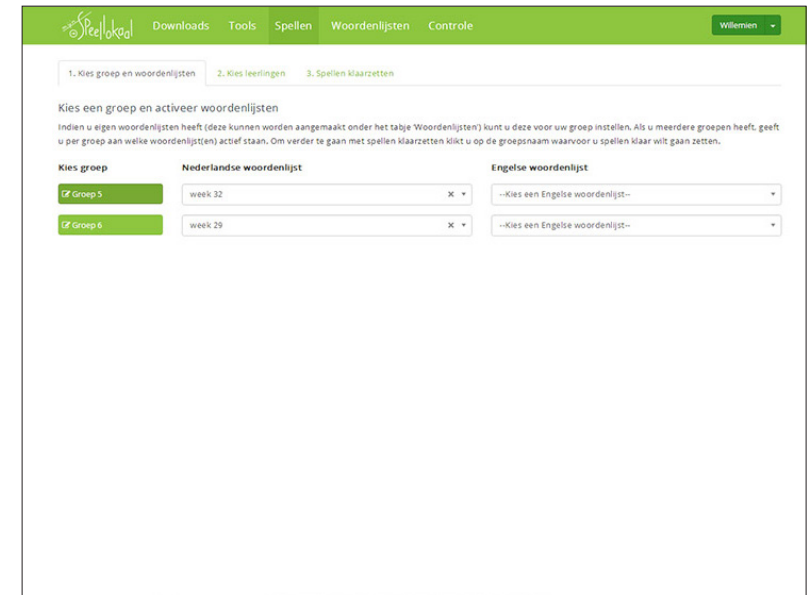 Speellokaal Downloads Tools Spellen Woordenlijsten Controle Willemien
1. Kies groep en woordenlijsten 2. Kies leerlingen 3. Spellen klaarzetten
Kies een groep en activeer woordenlijsten
Indien u eigen woordenlijsten heeft (deze kunnen worden aangemaakt onder het tabje 'Woordenlijsten') kunt u deze voor uw groep instellen. Als u meerdere groepen heeft, geeft
u per groep aan welke woordenlijst(en) actief staan. Om verder te gaan met spellen klaarzetten klikt u op de groepsnaam waarvoor u spellen klaar wilt gaan zetten.
Kies groep Nederlandse woordenlijst Engelse woordenlijst
Groep 5 week 32 --Kies een Engelse woordenlijst--
Groep 6 week 29 --Kies een Engelse woordenlijst--